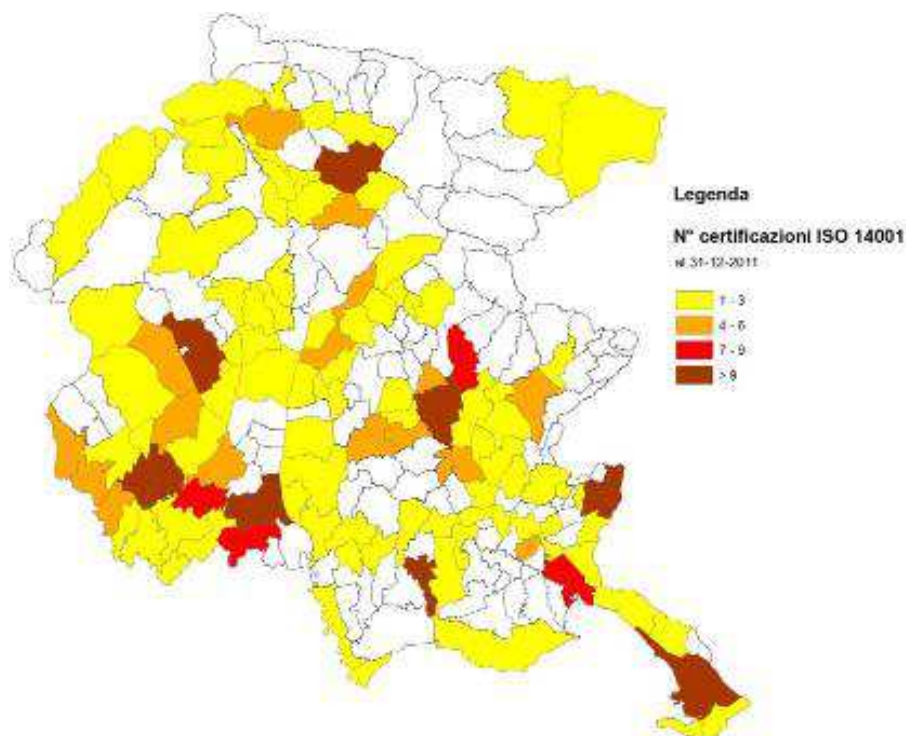 Legenda
N° certificazioni ISO 14001
al 31-12-2011
1 - 3
4 - 6
7 - 9
> 9